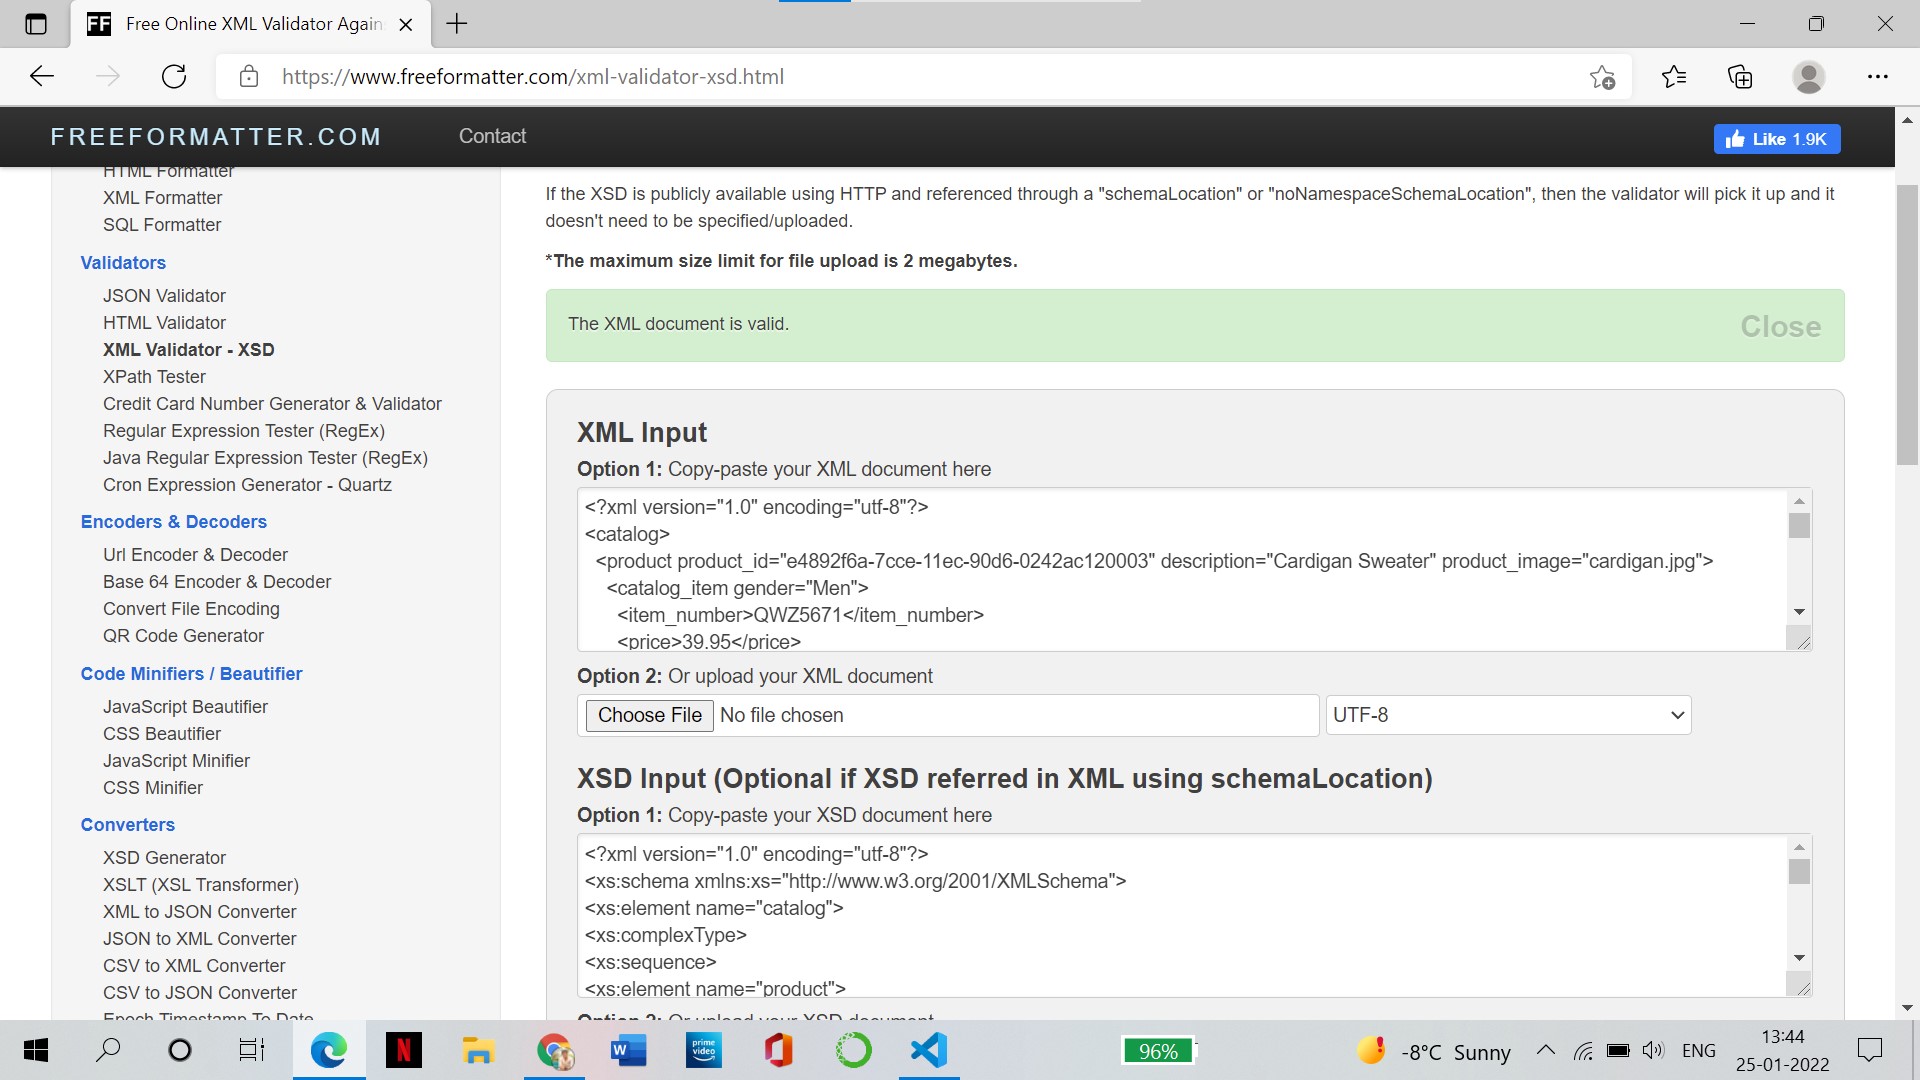 Free Online XML Validator Again
https://www.freeformatter.com/xml-validator-xsd.html
FREEFORMATTER.COM
Contact
Like 1.9K
HTML Formatter
XML Formatter
SQL Formatter
Validators
JSON Validator
HTML Validator
XML Validator - XSD
XPath Tester
Credit Card Number Generator & Validator
Regular Expression Tester (RegEx)
Java Regular Expression Tester (RegEx)
Cron Expression Generator - Quartz
Encoders & Decoders
Url Encoder & Decoder
Base 64 Encoder & Decoder
Convert File Encoding
QR Code Generator
Code Minifiers / Beautifier
JavaScript Beautifier
CSS Beautifier
JavaScript Minifier
CSS Minifier
Converters
XSD Generator
XSLT (XSL Transformer)
XML to JSON Converter
JSON to XML Converter
CSV to XML Converter
CSV to JSON Converter
Epoch Timestamp To Date
If the XSD is publicly available using HTTP and referenced through a "schemaLocation" or "noNamespaceSchemaLocation", then the validator will pick it up and it
doesn't need to be specified/uploaded.
*The maximum size limit for file upload is 2 megabytes.
The XML document is valid.
Close
XML Input
Option 1: Copy-paste your XML document here
<?xml version="1.0" encoding="utf-8"?>
<catalog>
<product product_id="e4892f6a-7cce-11ec-90d6-0242ac120003" description="Cardigan Sweater" product_image="cardigan.jpg">
<catalog_item gender="Men">
<item_number>QWZ5671</item_number>
<price>39.95</price>
Option 2: Or upload your XML document
Choose File No file chosen
UTF-8
XSD Input (Optional if XSD referred in XML using schemaLocation)
Option 1: Copy-paste your XSD document here
<?xml version="1.0" encoding="utf-8"?>
<xs:schema xmlns:xs="http://www.w3.org/2001/XMLSchema">
<xs:element name="catalog">
<xs:complexType>
<xs:sequence>
<xs:element name="product">
Option 2: Or upload your XSD document
prime video
96%
-8°C Sunny
ENG
13:44
25-01-2022